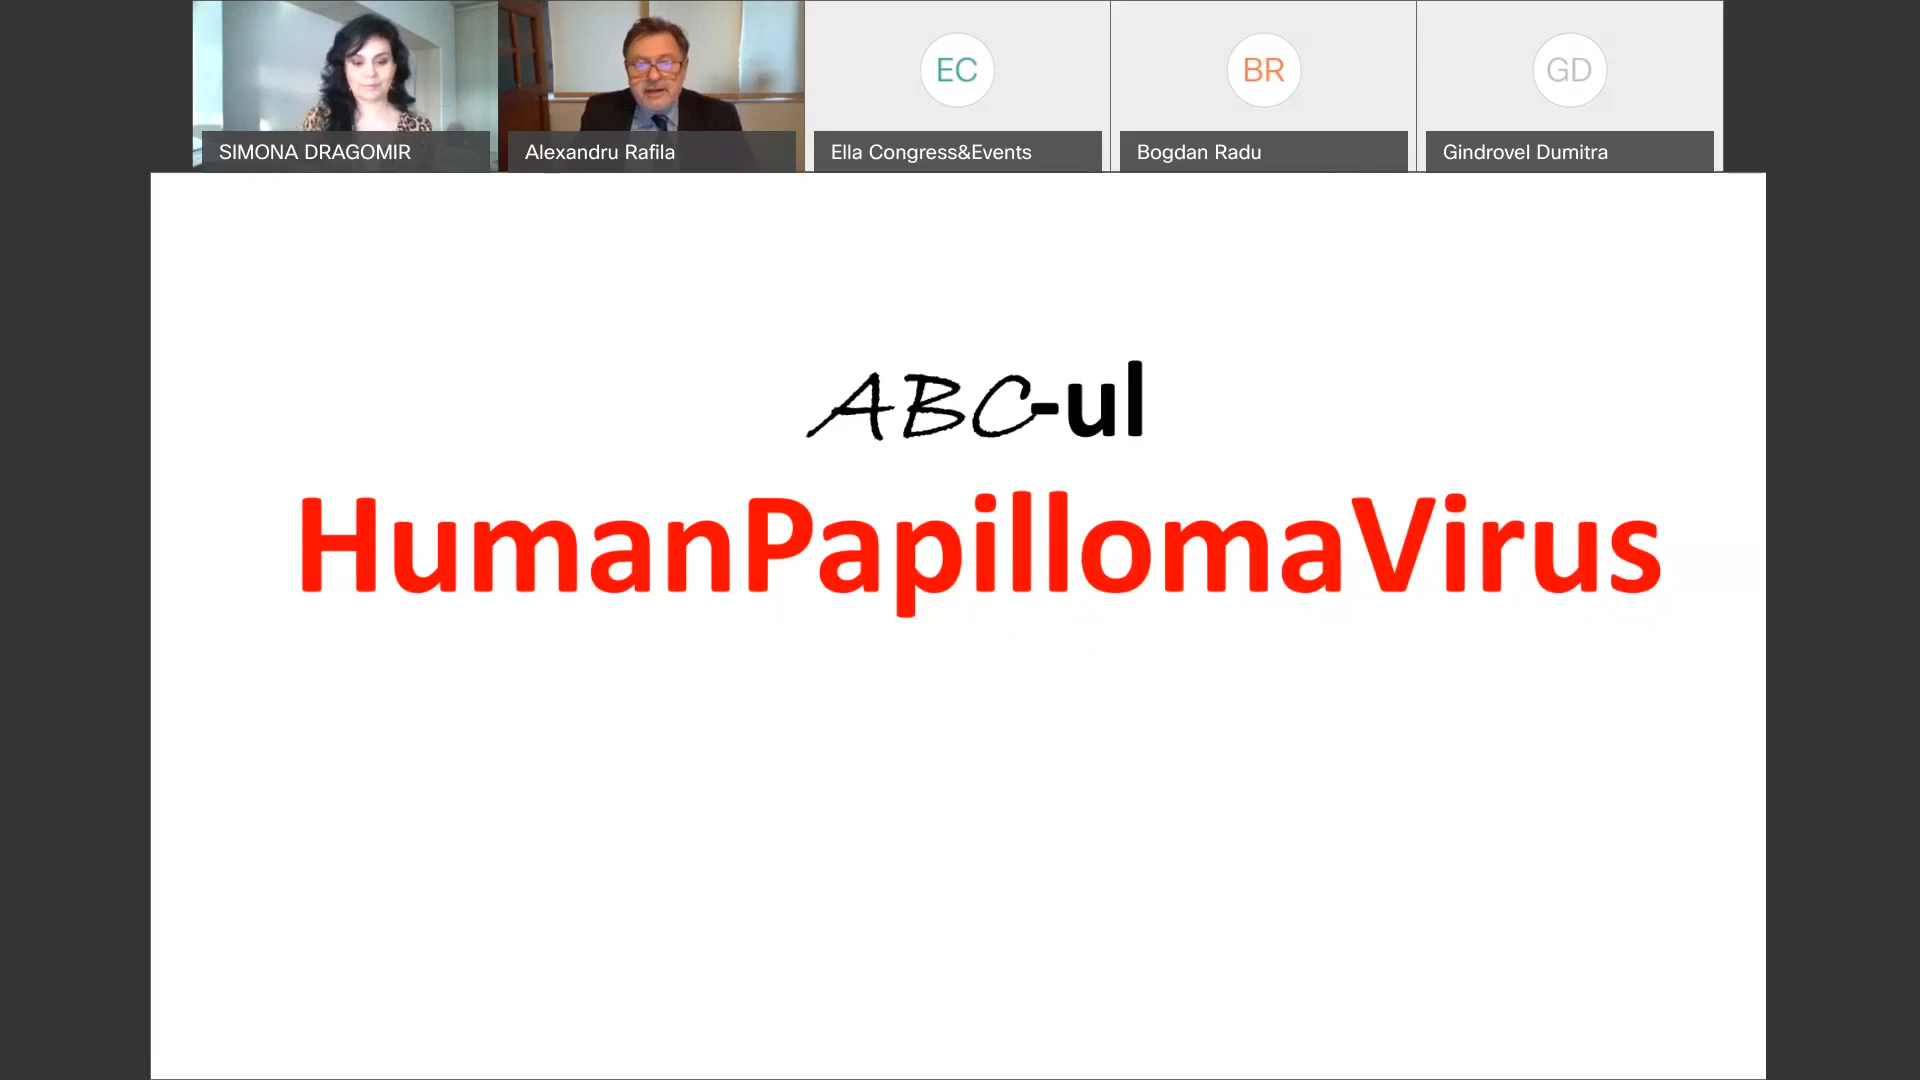 EC
BR
GD
SIMONA DRAGOMIR
Alexandru Rafila
Ella Congress&Events
Bogdan Radu
Gindrovel Dumitra
ABC-ul
HumanPapillomaVirus